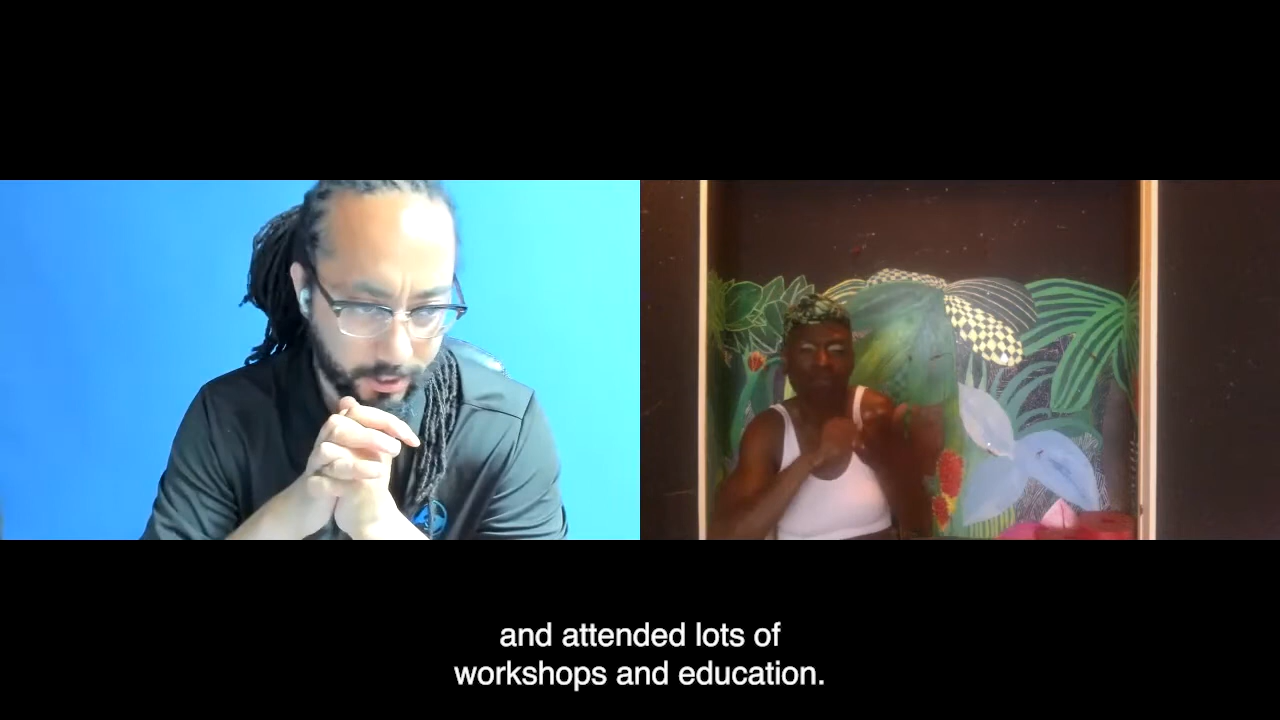 and attended lots of
workshops and education.